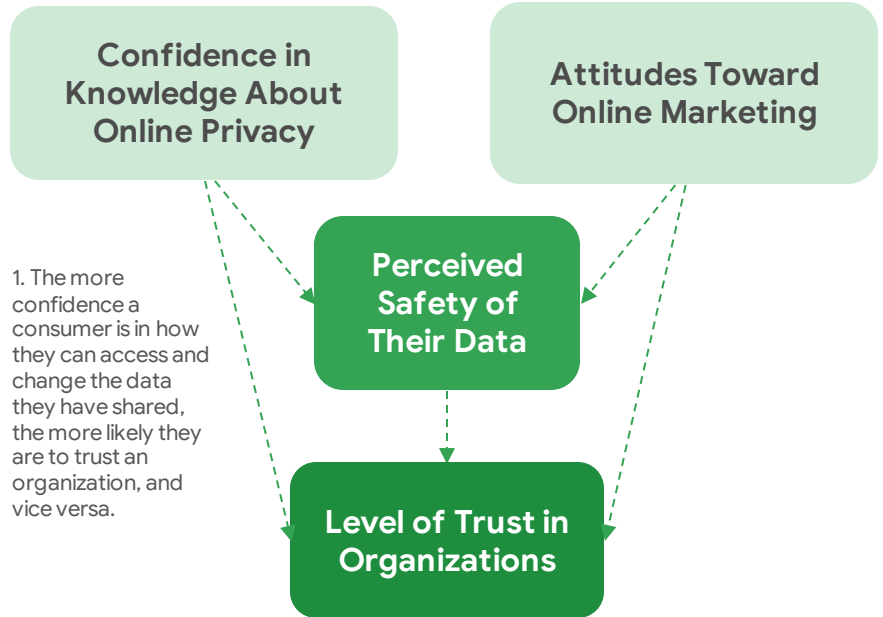 Confidence in
Knowledge About
Online Privacy
Attitudes Toward
Online Marketing
Perceived
Safety of
Their Data
1. The more
confidence a
consumer is in how
they can access and
change the data
they have shared,
the more likely they
are to trust an
organization, and
vice versa.
Level of Trust in
Organizations